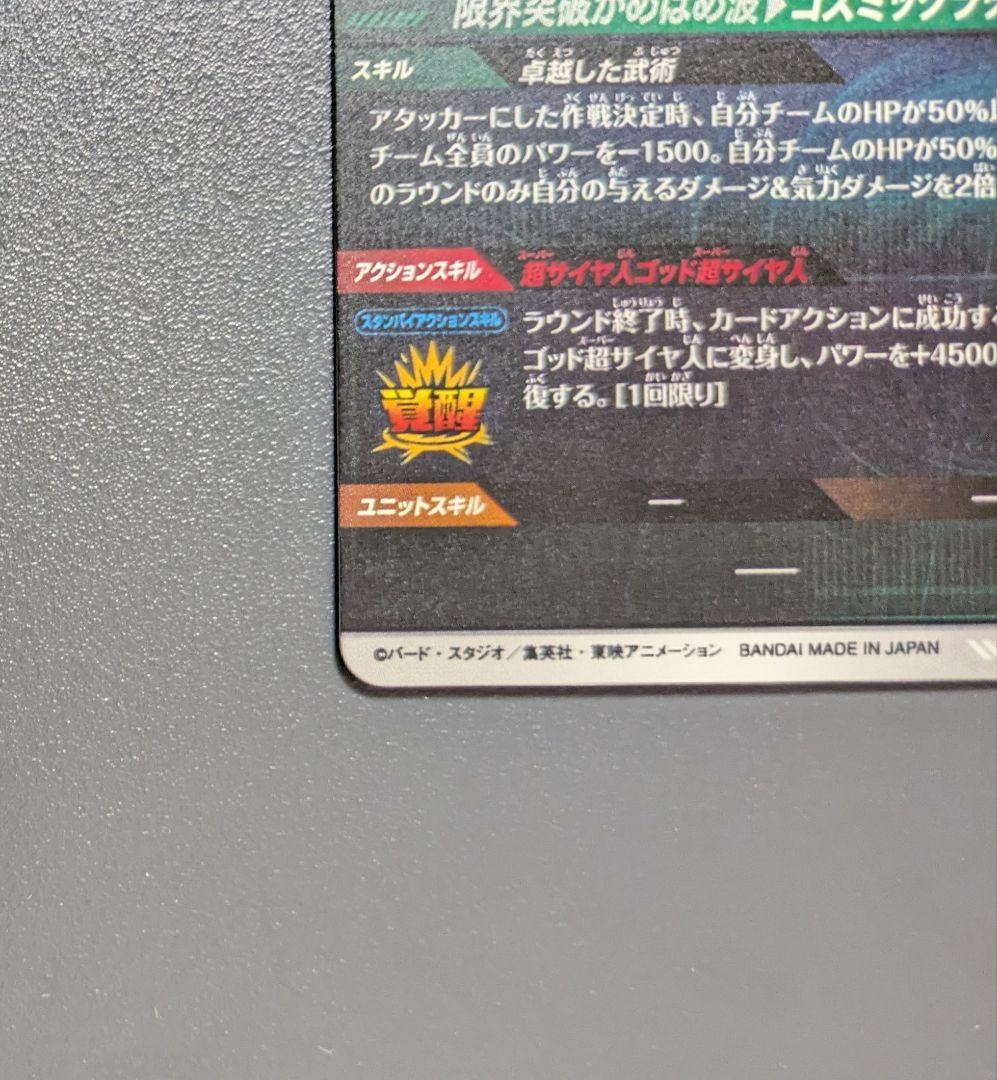 限界突破かめはめ波▶コズミック
スキル 卓越した武術
アタッカーにした作戦決定時、自分チームのHPが50%以
チーム全員のパワーを-1500。自分チームのHPが50%
のラウンドのみ自分の与えるダメージ&気力ダメージを2倍
アクションスキル 超サイヤ人ゴッド超サイヤ人
スタンバイアクションスキル ラウンド終了時、カードアクションに成功す
ゴッド超サイヤ人に変身し、パワーを+4500
復する。[1回限り]
覚醒
ユニットスキル ー ー
ー
©バード・スタジオ/集英社・東映アニメーション BANDAI MADE IN JAPAN